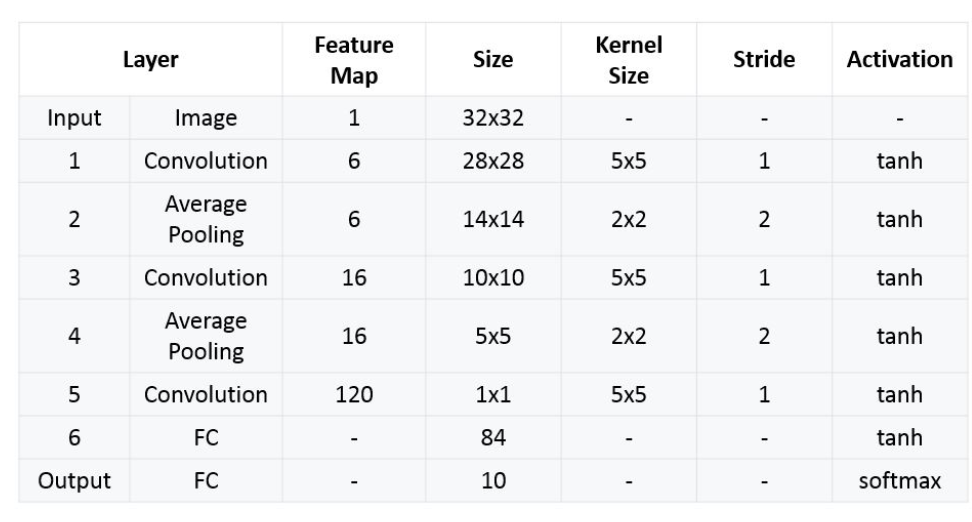 Layer Feature Map Size Kernel Size Stride Activation
Input Image 1 32x32 - - -
1 Convolution 6 28x28 5x5 1 tanh
2 Average Pooling 6 14x14 2x2 2 tanh
3 Convolution 16 10x10 5x5 1 tanh
4 Average Pooling 16 5x5 2x2 2 tanh
5 Convolution 120 1x1 5x5 1 tanh
6 FC - 84 - - tanh
Output FC - 10 - - softmax